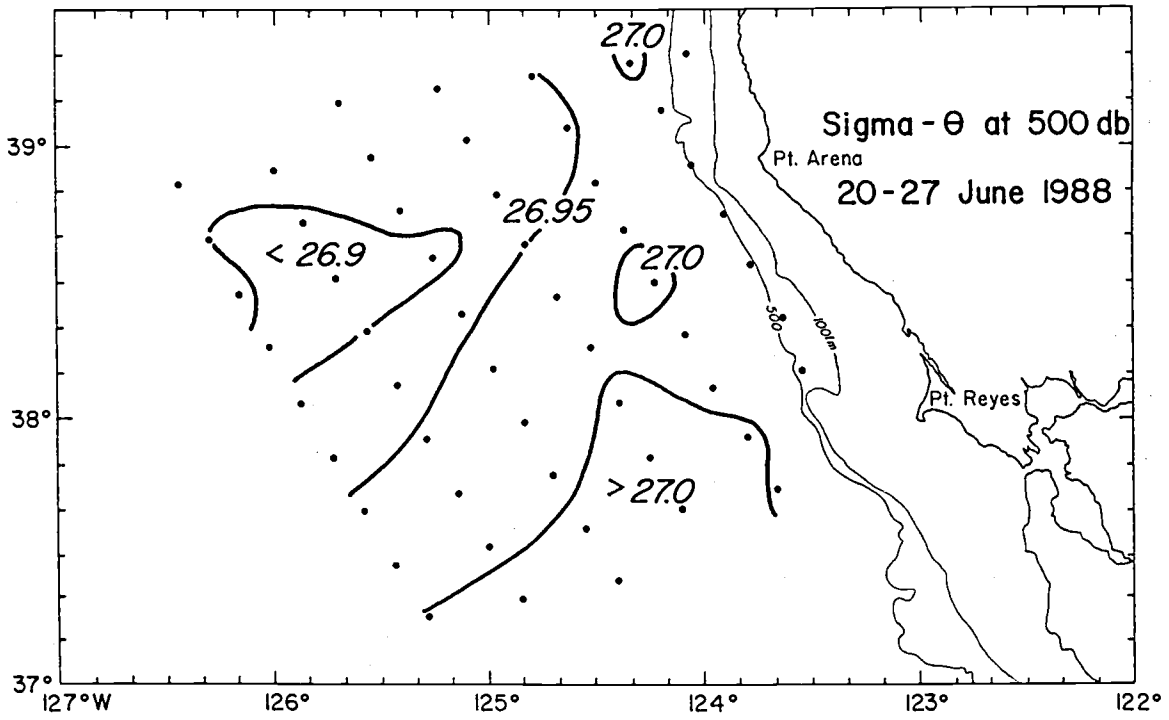 27.0
Sigma-θ at 500 db
39°
Pt. Arena
20-27 June 1988
26.95
< 26.9
27.0
500
100m
38°
Pt. Reyes
> 27.0
37°
127°W
126°
125°
124°
123°
122°